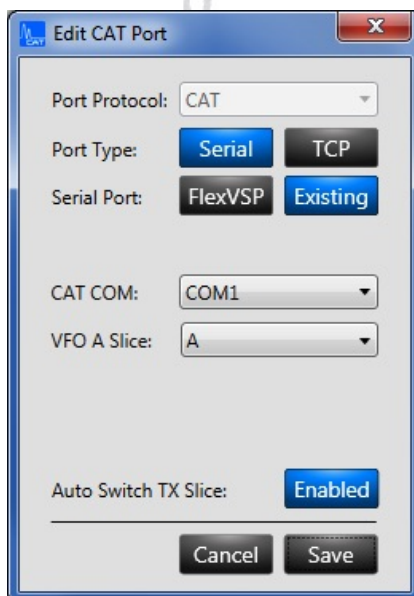 CAT
Edit CAT Port
X
Port Protocol: CAT
Port Type: Serial TCP
Serial Port: FlexVSP Existing
CAT COM: COM1
VFO A Slice: A
Auto Switch TX Slice: Enabled
Cancel Save